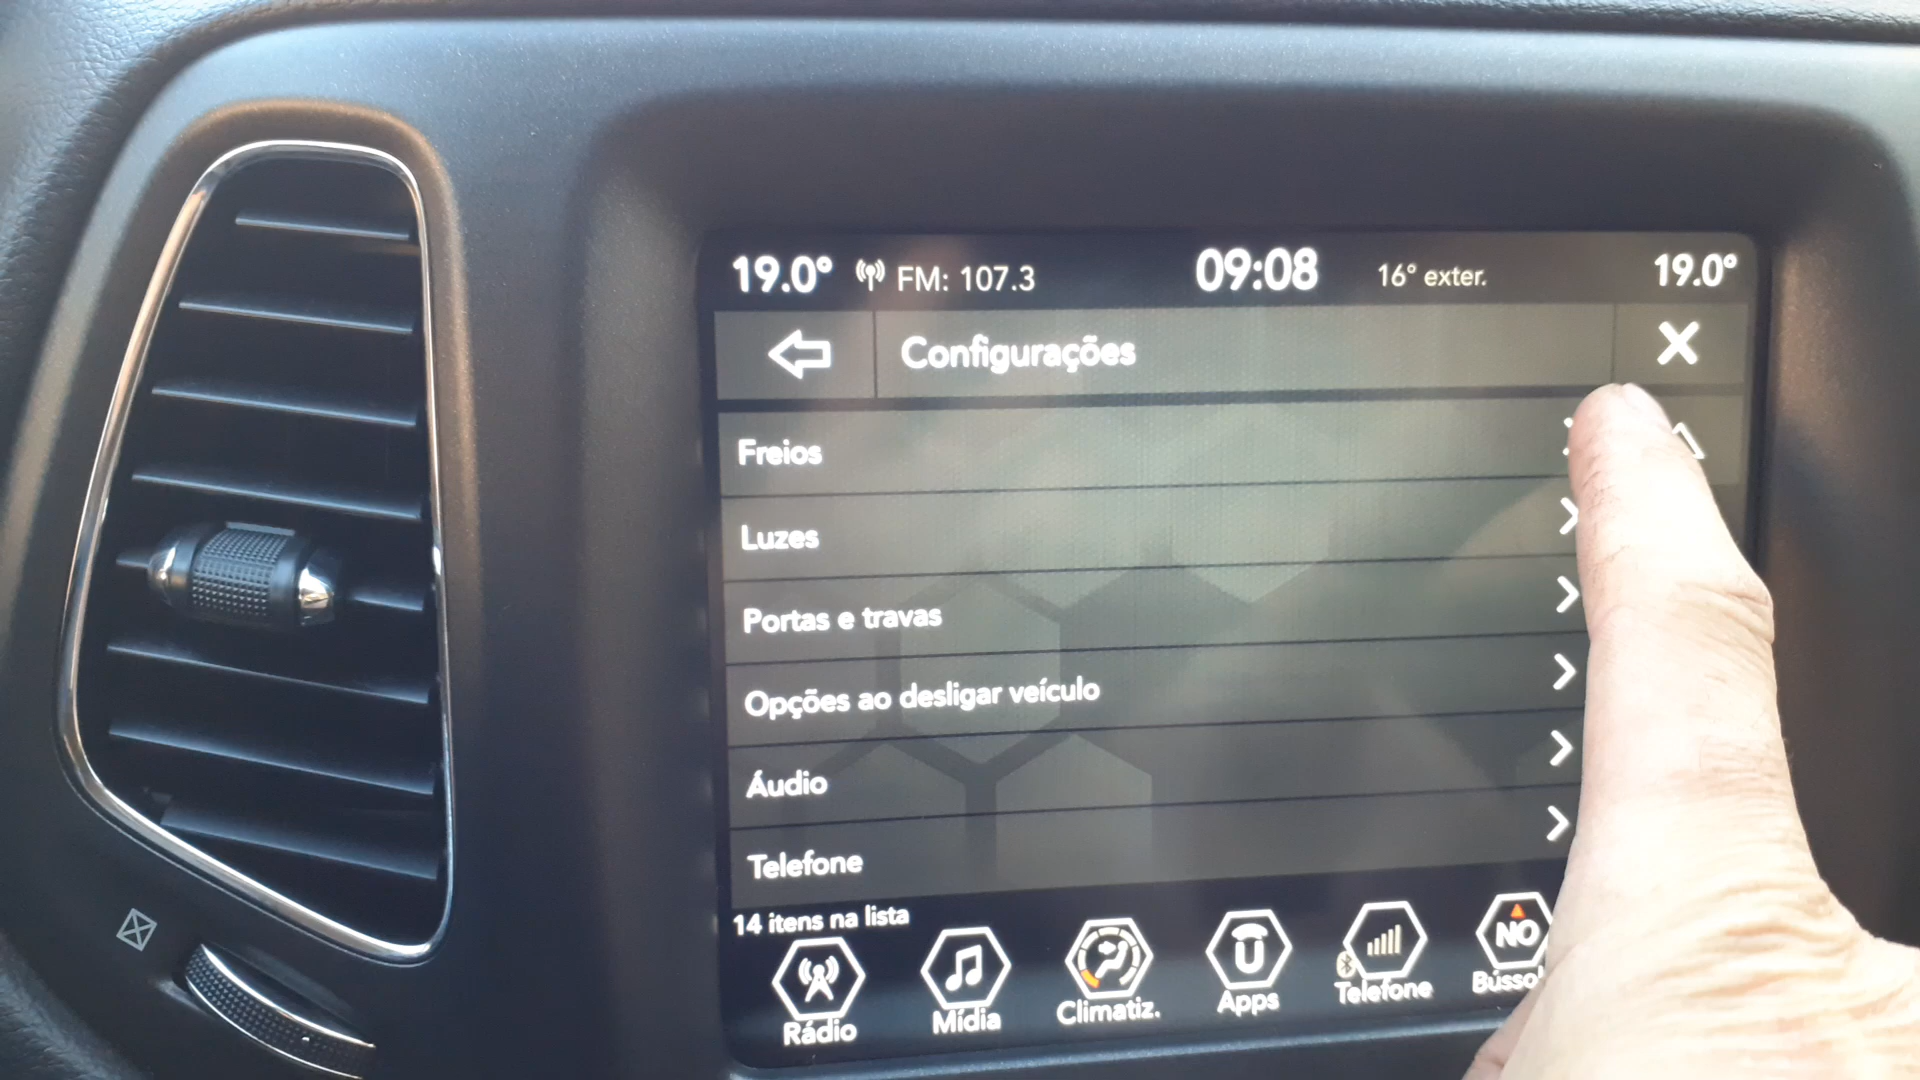 19.0° FM: 107.3 09:08 16° exter. 19.0°
Configurações
Freios
Luzes
Portas e travas
Opções ao desligar veículo
Áudio
Telefone
14 itens na lista
NO
Rádio Mídia Climatiz. Apps Telefone